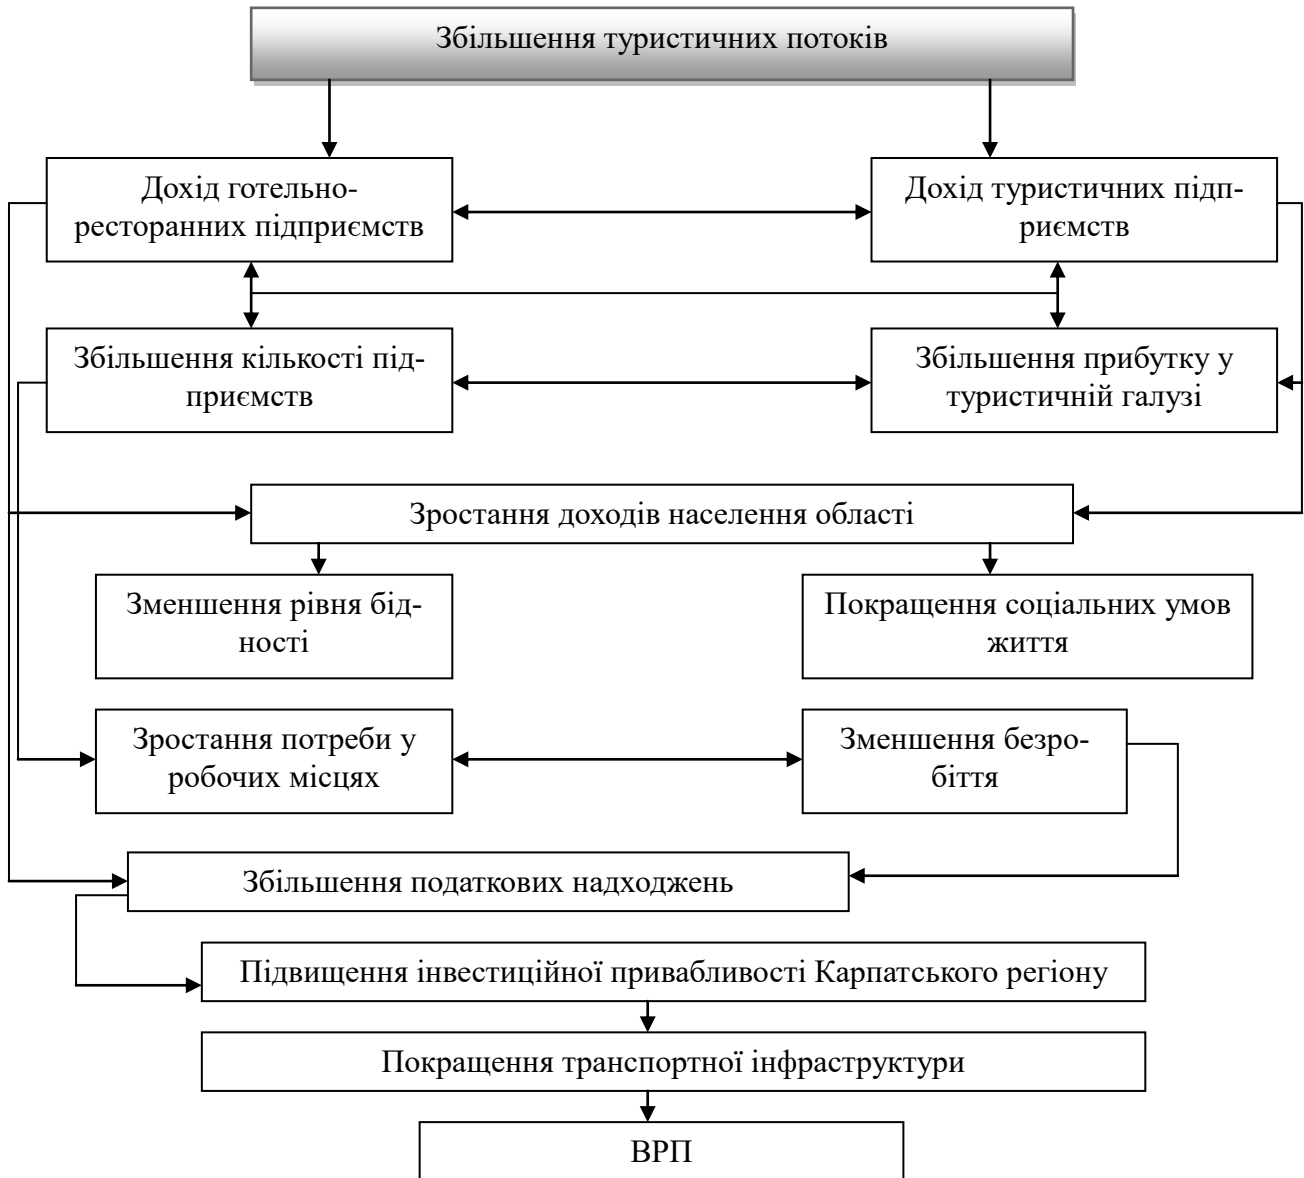 Збільшення туристичних потоків
Дохід готельно-
ресторанних підприємств
Дохід туристичних підп-
риємств
Збільшення кількості під-
приємств
Збільшення прибутку у
туристичній галузі
Зростання доходів населення області
Зменшення рівня бід-
ності
Покращення соціальних умов
життя
Зростання потреби у
робочих місцях
Зменшення безро-
біття
Збільшення податкових надходжень
Підвищення інвестиційної привабливості Карпатського регіону
Покращення транспортної інфраструктури
ВРП